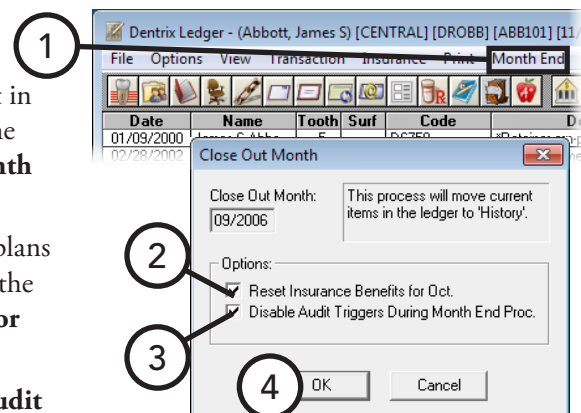 Dentrix Ledger - (Abbott, James S) [CENTRAL] [DROBB] [ABB101] [11/
1
File Options View Transaction Insurance Print Month End
in
Date Name Tooth Surf Code
01/09/2000 James S Abbo 5
02/28/2002
nth
Close Out Month
Close Out Month:
09/2006
This process will move current
items in the ledger to 'History'.
plans
the
or
2
Options:
Reset Insurance Benefits for Oct.
Disable Audit Triggers During Month End Proc.
3
4
OK Cancel
udit